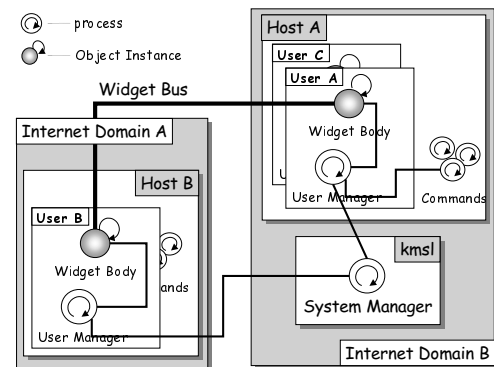 process
Object Instance
Host A
User C
User A
Widget Bus
Widget Body
Internet Domain A
User Manager
Commands
Host B
User B
Widget Body
ands
User Manager
kmsl
System Manager
Internet Domain B